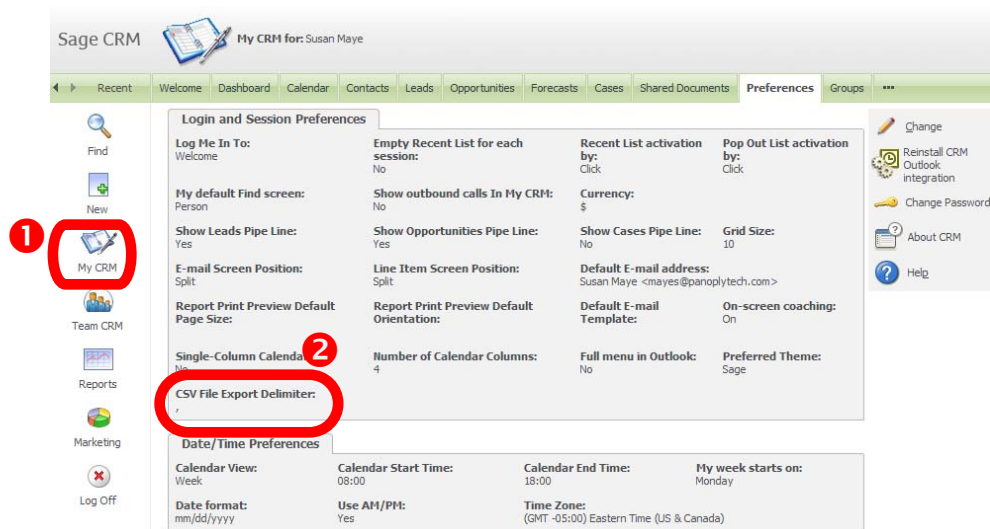 Sage CRM
My CRM for: Susan Maye
Recent Welcome Dashboard Calendar Contacts Leads Opportunities Forecasts Cases Shared Documents Preferences Groups
Find
New
1
My CRM
Team CRM
Reports
Marketing
Log Off
Login and Session Preferences
Log Me In To: Empty Recent List for each session: Recent List activation by: Pop Out List activation by:
Welcome No Click Click
My default Find screen: Show outbound calls In My CRM: Currency:
Person No $
Show Leads Pipe Line: Show Opportunities Pipe Line: Show Cases Pipe Line: Grid Size:
Yes Yes No 10
E-mail Screen Position: Line Item Screen Position: Default E-mail address:
Split Split Susan Maye <mayes@panoplytech.com>
Report Print Preview Default Page Size: Report Print Preview Default Orientation: Default E-mail Template: On-screen coaching:
On
2
Single-Column Calenda Number of Calendar Columns: Full menu in Outlook: Preferred Theme:
No 4 No Sage
CSV File Export Delimiter:
,
Date/Time Preferences
Calendar View: Calendar Start Time: Calendar End Time: My week starts on:
Week 08:00 18:00 Monday
Date format: Use AM/PM: Time Zone:
mm/dd/yyyy Yes (GMT -05:00) Eastern Time (US & Canada)
Change
Reinstall CRM
Outlook
integration
Change Password
About CRM
Help